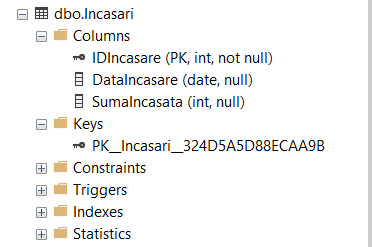 dbo.Incasari
Columns
IDIncasare (PK, int, not null)
DataIncasare (date, null)
SumaIncasata (int, null)
Keys
PK__Incasari__324D5A5D88ECAA9B
Constraints
Triggers
Indexes
Statistics